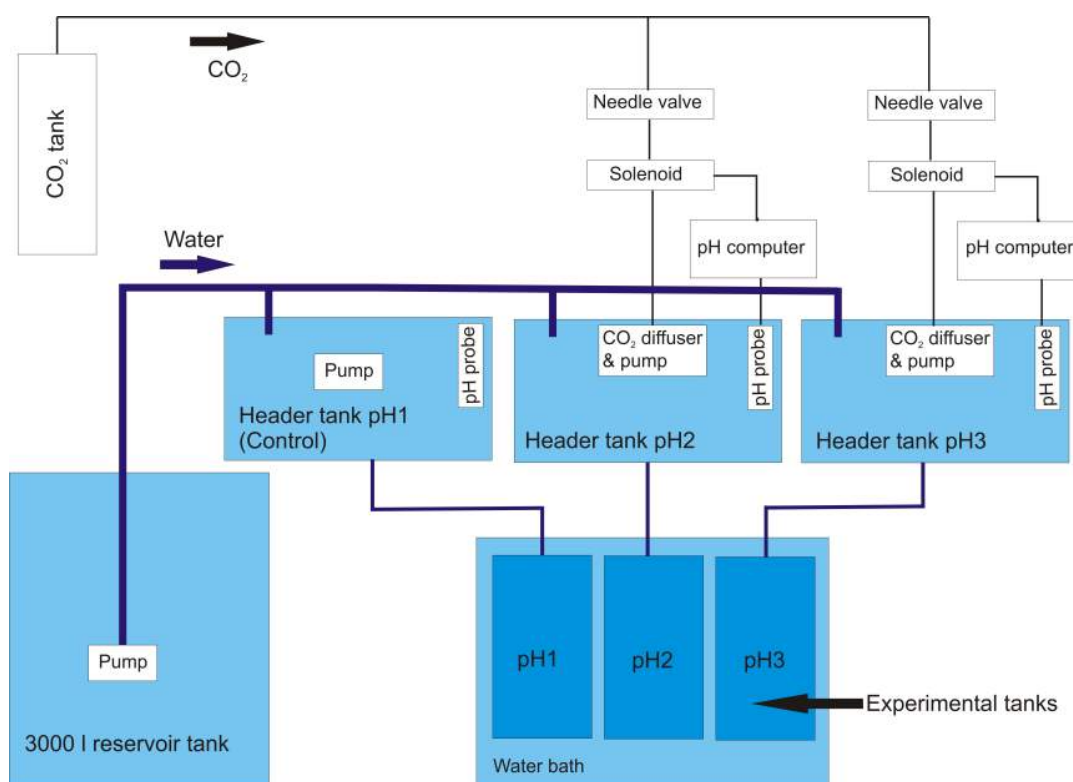 CO₂
CO₂ tank
Needle valve
Needle valve
Solenoid
Solenoid
pH computer
pH computer
Water
Pump
pH probe
Header tank pH1
(Control)
CO₂ diffuser
& pump
pH probe
Header tank pH2
CO₂ diffuser
& pump
pH probe
Header tank pH3
Pump
3000 l reservoir tank
pH1
pH2
pH3
Experimental tanks
Water bath